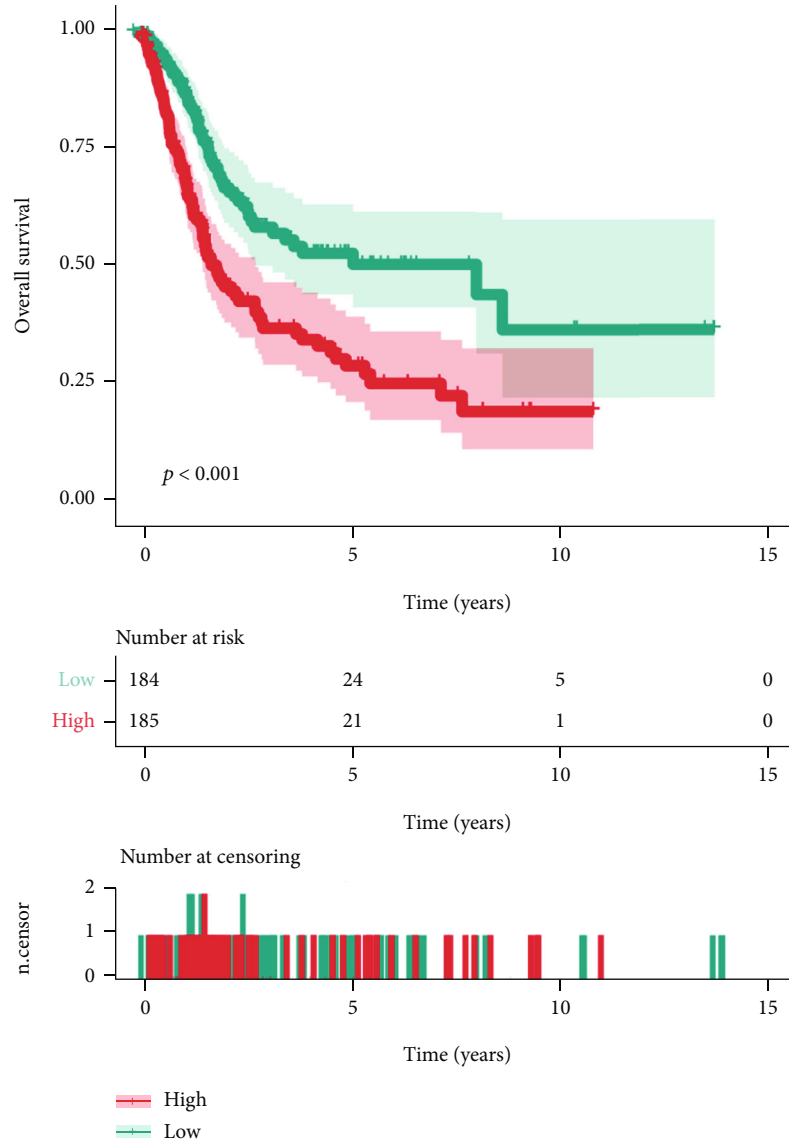 1.00
0.75
0.50
0.25
0.00
Overall survival
p < 0.001
0 5 10 15
Time (years)
Number at risk
Low 184 24 5 0
High 185 21 1 0
0 5 10 15
Time (years)
Number at censoring
2
1
0
n.censor
0 5 10 15
Time (years)
High
Low